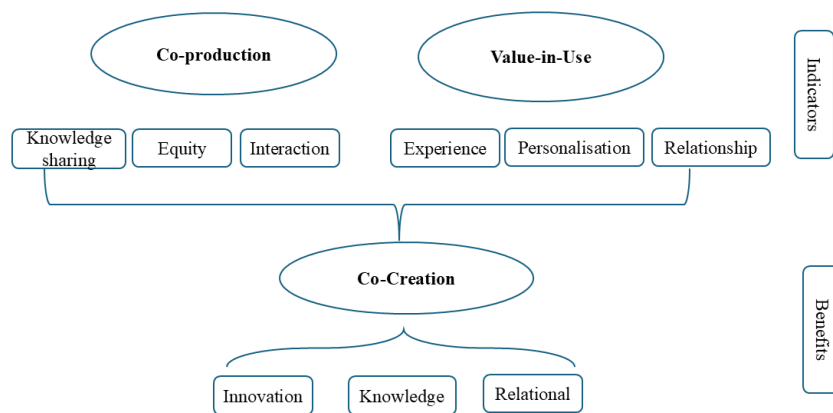 Co-production
Value-in-Use
Indicators
Knowledge
sharing
Equity
Interaction
Experience
Personalisation
Relationship
Co-Creation
Benefits
Innovation
Knowledge
Relational